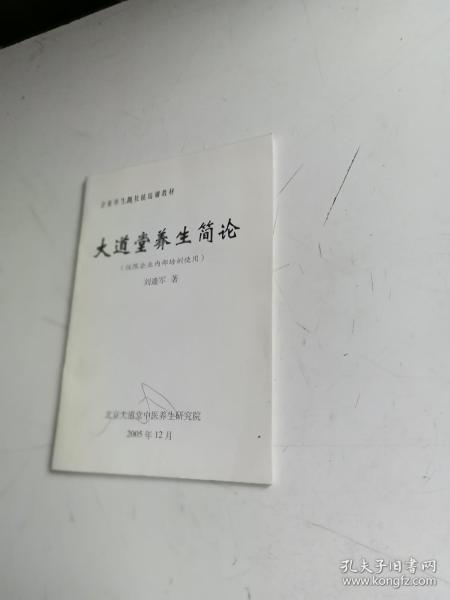 企业养生师技能培训教材
大道堂养生简论
（仅限企业内部培训使用）
刘逢军 著
北京大道堂中医养生研究院
2005年12月
孔夫子旧书网
www.kongfz.com